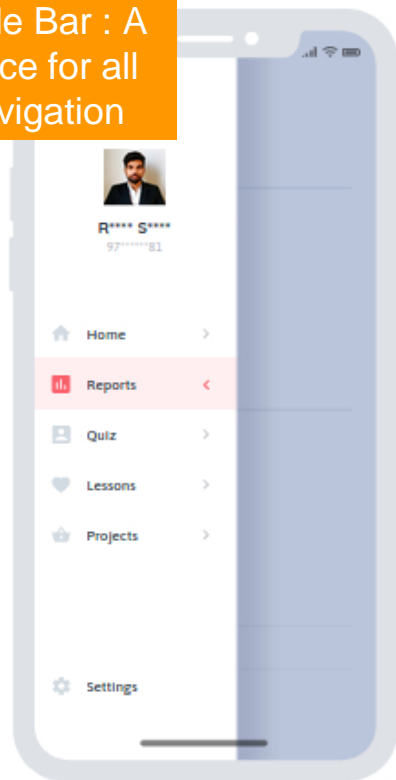 le Bar : A
ce for all
vigation
R**** S****
97******81
Home
Reports
Quiz
Lessons
Projects
Settings